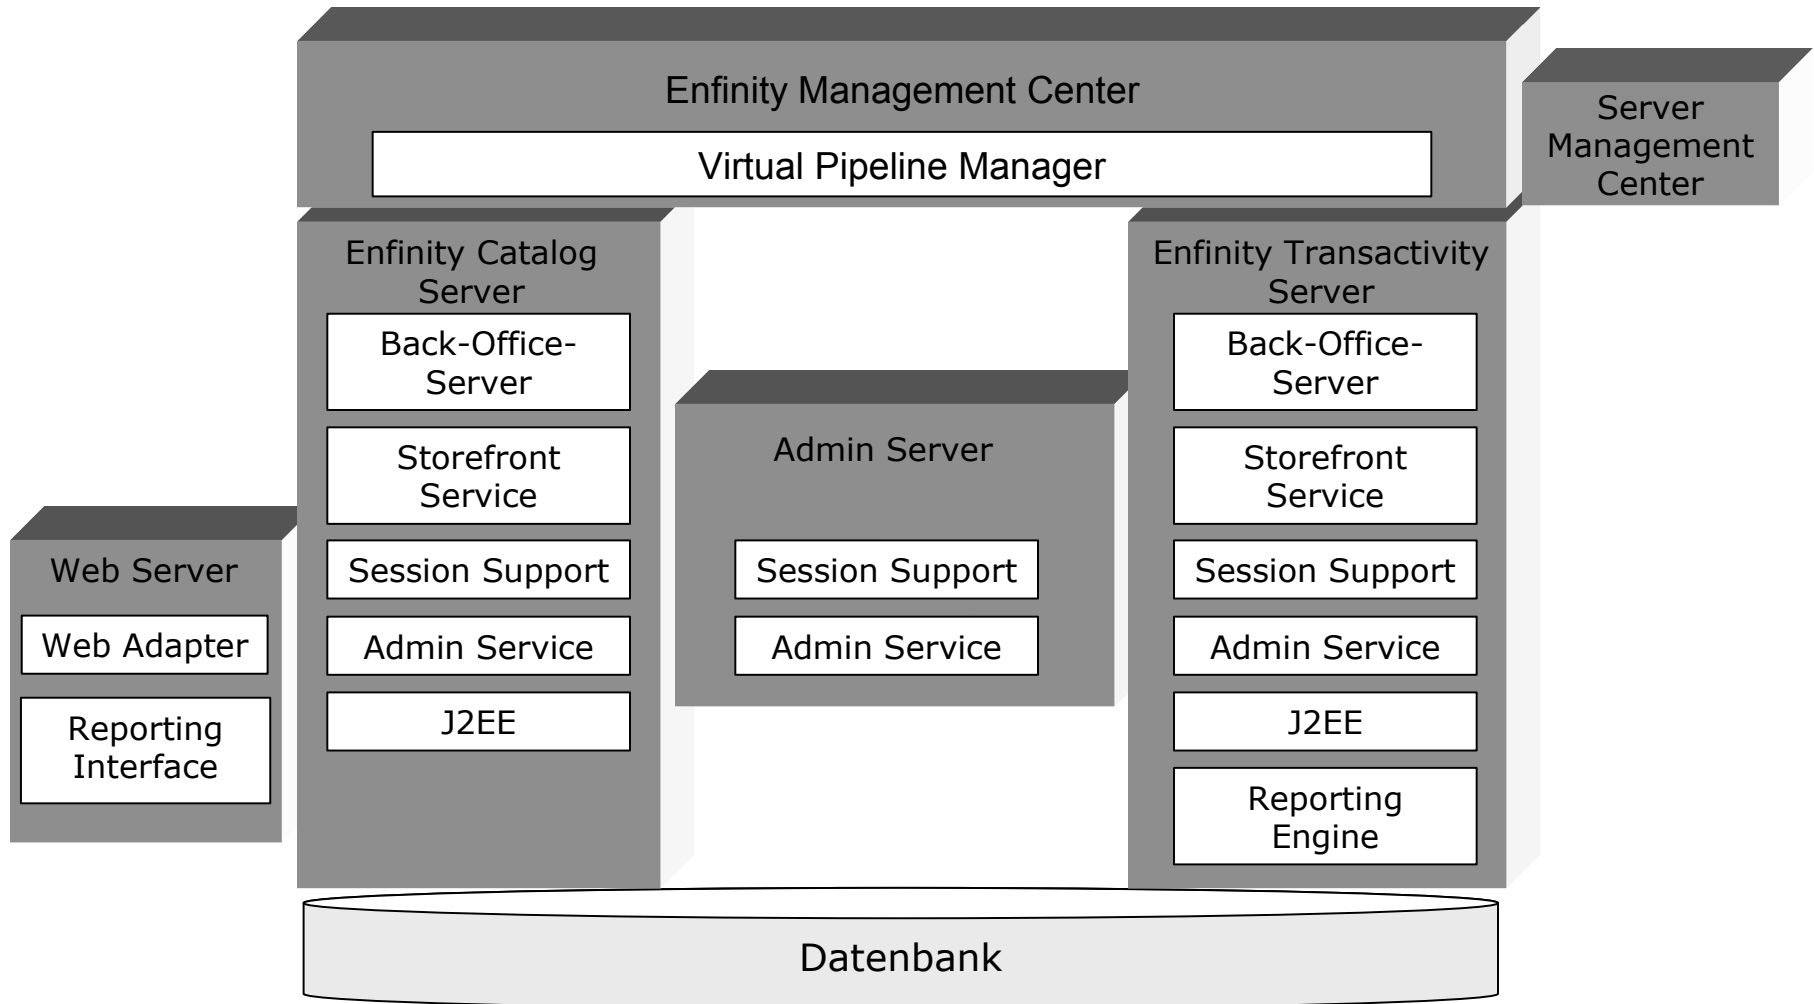 Enfinity Management Center
Virtual Pipeline Manager
Server
Management
Center
Enfinity Catalog
Server
Back-Office-
Server
Storefront
Service
Session Support
Admin Service
J2EE
Admin Server
Session Support
Admin Service
Enfinity Transactivity
Server
Back-Office-
Server
Storefront
Service
Session Support
Admin Service
J2EE
Reporting
Engine
Web Server
Web Adapter
Reporting
Interface
Datenbank